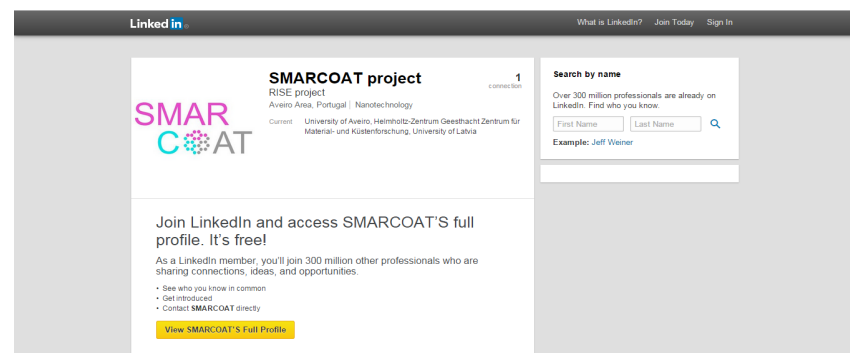 Linked in
What is LinkedIn? Join Today Sign In
SMAR
COAT
SMARCOAT project
RISE project
Aveiro Area, Portugal | Nanotechnology
1
connection
Current University of Aveiro, Helmholtz-Zentrum Geesthacht Zentrum für
Material- und Küstenforschung, University of Latvia
Join LinkedIn and access SMARCOAT'S full
profile. It's free!
As a LinkedIn member, you'll join 300 million other professionals who are
sharing connections, ideas, and opportunities.
• See who you know in common
• Get introduced
• Contact SMARCOAT directly
View SMARCOAT'S Full Profile
Search by name
Over 300 million professionals are already on
LinkedIn. Find who you know.
First Name Last Name
Example: Jeff Weiner